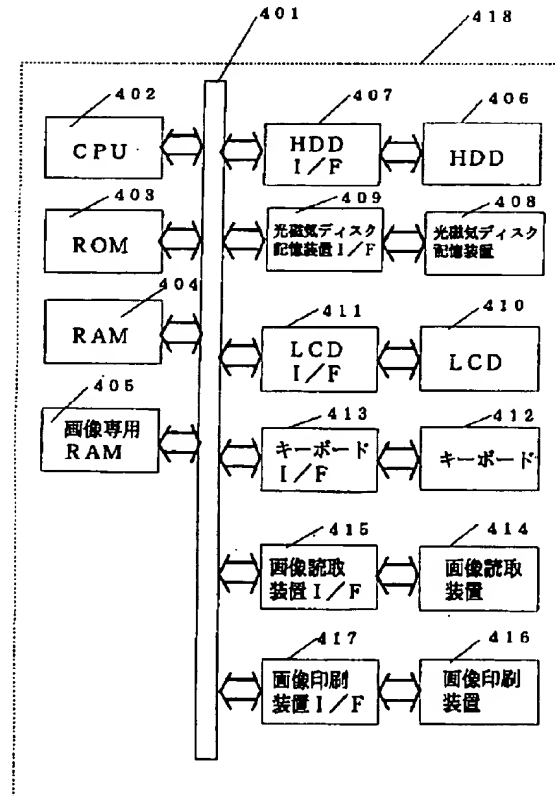 401
418
402
CPU
407
HDD
I/F
406
HDD
403
ROM
409
光磁気ディスク
記憶装置I/F
408
光磁気ディスク
記憶装置
404
RAM
411
LCD
I/F
410
LCD
405
画像専用
RAM
413
キーボード
I/F
412
キーボード
415
画像読取
装置I/F
414
画像読取
装置
417
画像印刷
装置I/F
416
画像印刷
装置